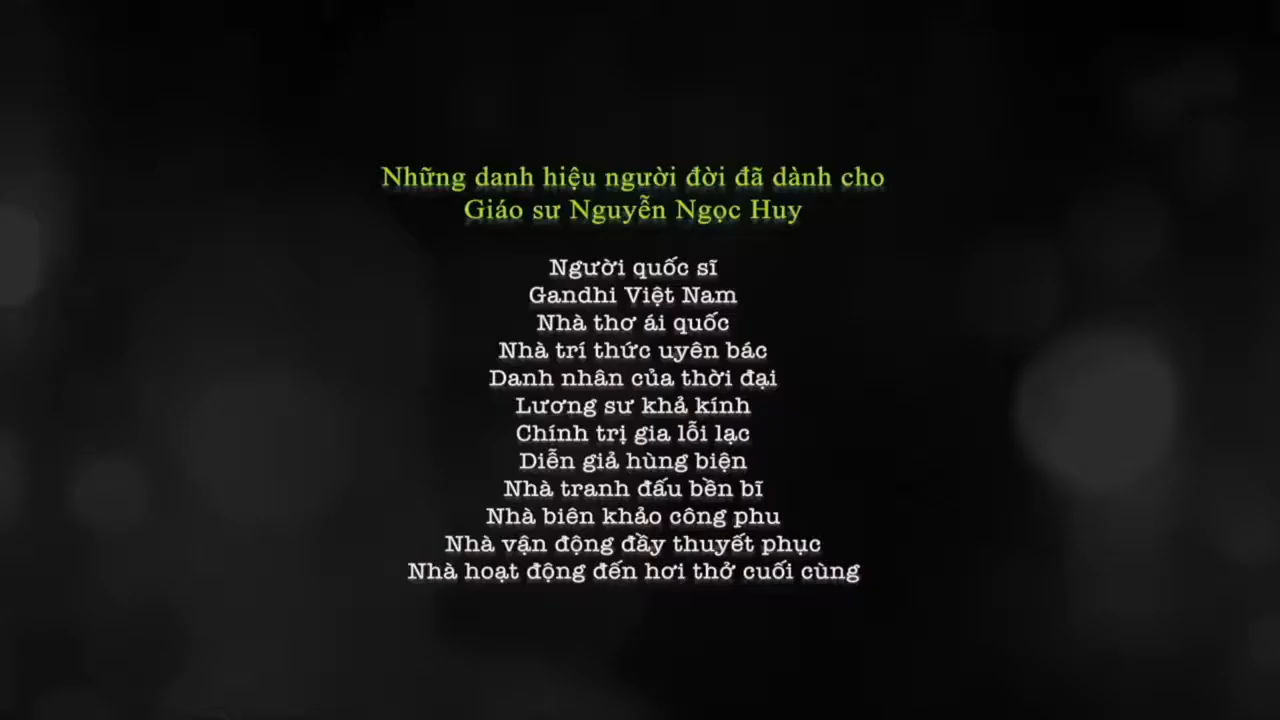 Những danh hiệu người đời đã dành cho
Giáo sư Nguyễn Ngọc Huy
Người quốc sĩ
Gandhi Việt Nam
Nhà thơ ái quốc
Nhà trí thức uyên bác
Danh nhân của thời đại
Lương sư khả kính
Chính trị gia lỗi lạc
Diễn giả hùng biện
Nhà tranh đấu bền bĩ
Nhà biên khảo công phu
Nhà vận động đầy thuyết phục
Nhà hoạt động đến hơi thở cuối cùng